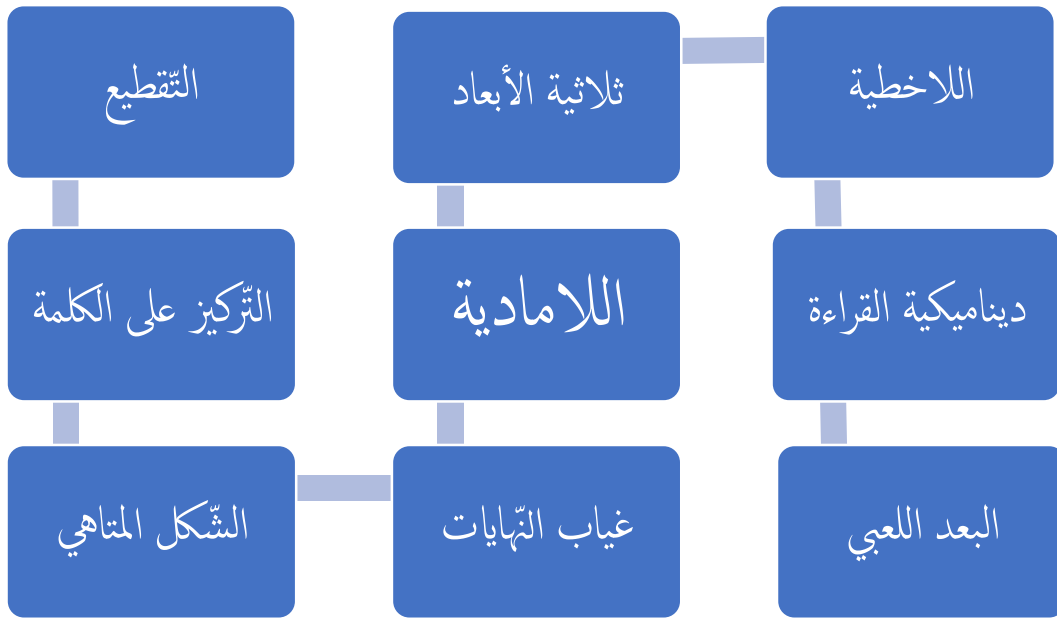 التّقطيع
التّركيز على الكلمة
الشّكل المتاهي
غياب النّهايات
اللامادية
ثلاثية الأبعاد
اللاخطية
ديناميكية القراءة
البعد اللعبي